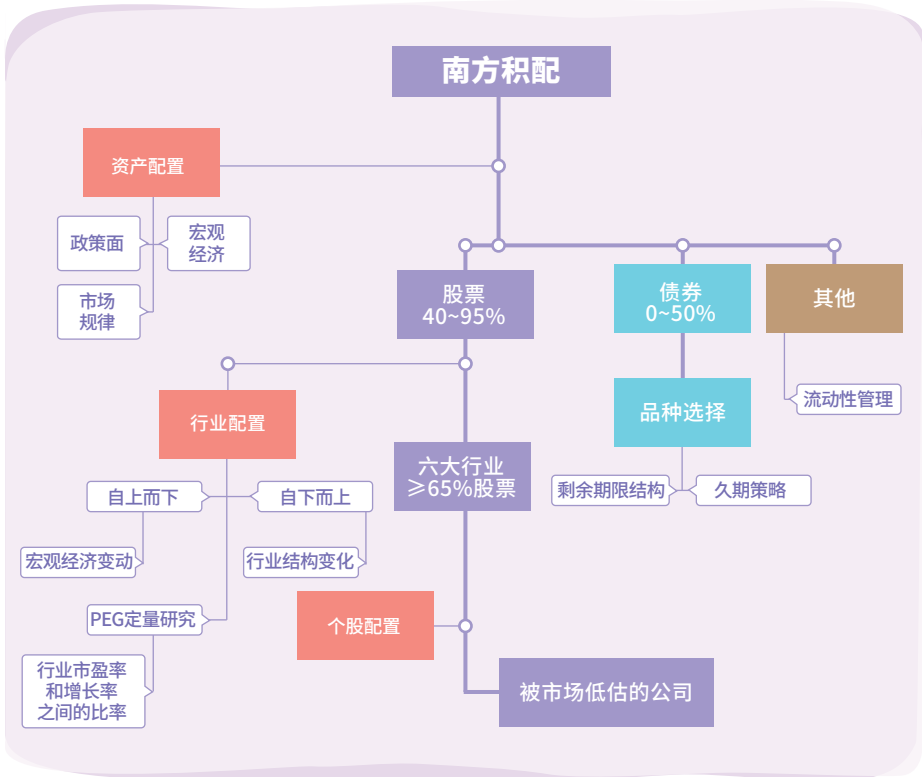 南方积配
资产配置
政策面
宏观
经济
市场
规律
股票
40~95%
债券
0~50%
其他
品种选择
流动性管理
剩余期限结构
久期策略
行业配置
六大行业
≥65%股票
自上而下
自下而上
宏观经济变动
行业结构变化
PEG定量研究
个股配置
行业市盈率
和增长率
之间的比率
被市场低估的公司